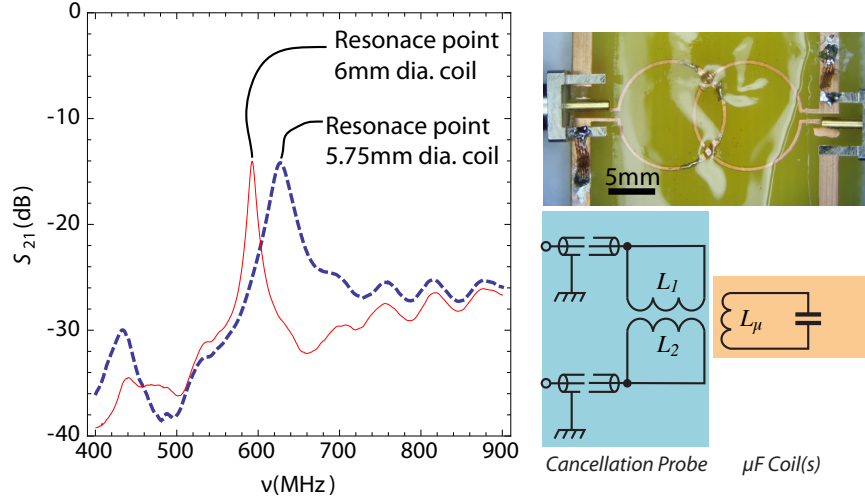 0
-10
-20
-30
-40
S21(dB)
400
500
600
700
800
900
ν(MHz)
Resonace point
6mm dia. coil
Resonace point
5.75mm dia. coil
5mm
L1
L2
Lμ
Cancellation Probe
μF Coil(s)